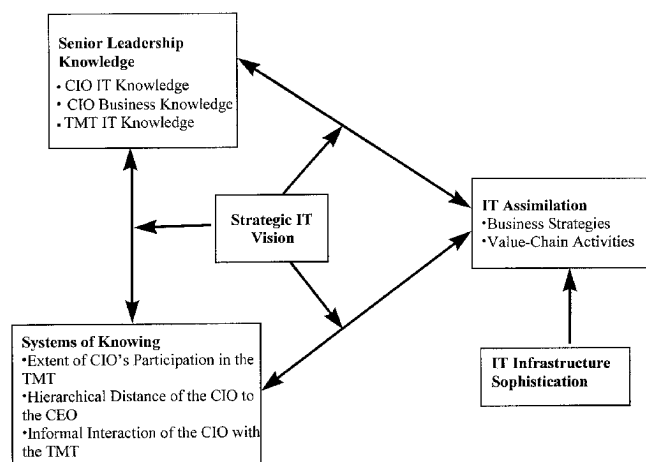 Senior Leadership
Knowledge
• CIO IT Knowledge
• CIO Business Knowledge
• TMT IT Knowledge
Strategic IT
Vision
IT Assimilation
•Business Strategies
•Value-Chain Activities
Systems of Knowing
•Extent of CIO's Participation in the
TMT
•Hierarchical Distance of the CIO to
the CEO
•Informal Interaction of the CIO with
the TMT
IT Infrastructure
Sophistication